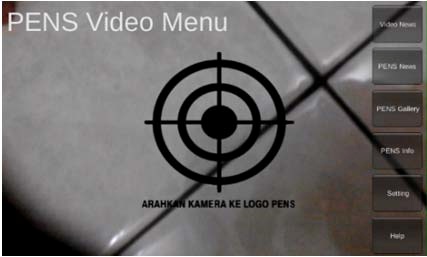 PENS Video Menu
Video News
PENS News
PENS Gallery
PENS Info
Setting
Help
ARAHKAN KAMERA KE LOGO PENS